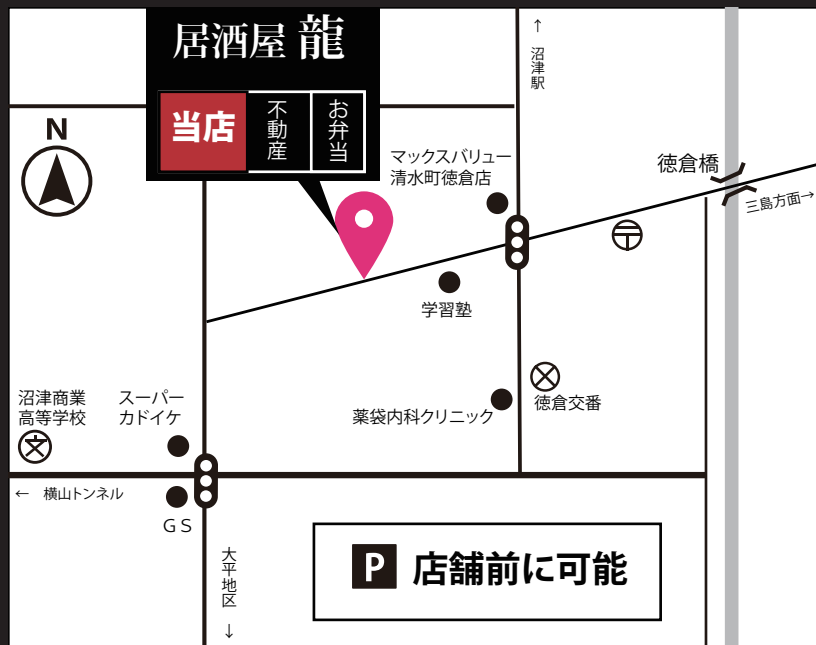 居酒屋 龍
当店
不動産
お弁当
↑ 沼津駅
N
マックスバリュー
清水町徳倉店
徳倉橋
三島方面→
〒
学習塾
沼津商業
高等学校
文
スーパー
カドイケ
薬袋内科クリニック
徳倉交番
← 横山トンネル
GS
大平地区 ↓
P 店舗前に可能